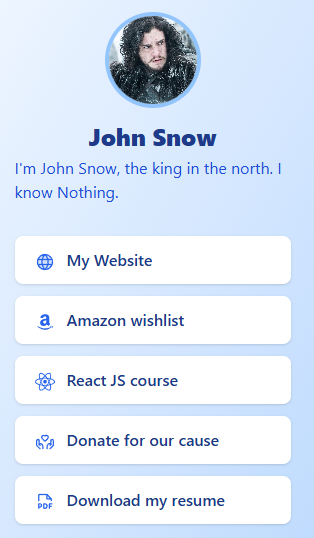 John Snow
I'm John Snow, the king in the north. I
know Nothing.
My Website
Amazon wishlist
React JS course
Donate for our cause
PDF
Download my resume